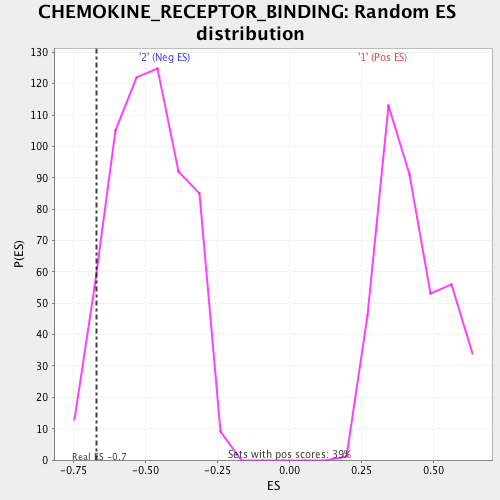 CHEMOKINE_RECEPTOR_BINDING: Random ES
distribution
'2' (Neg ES)
'1' (Pos ES)
130
120
110
100
90
80
70
60
50
40
30
20
10
0
P(ES)
Real ES -0.7
Sets with pos scores: 39%
-0.75
-0.50
-0.25
0.00
0.25
0.50
ES